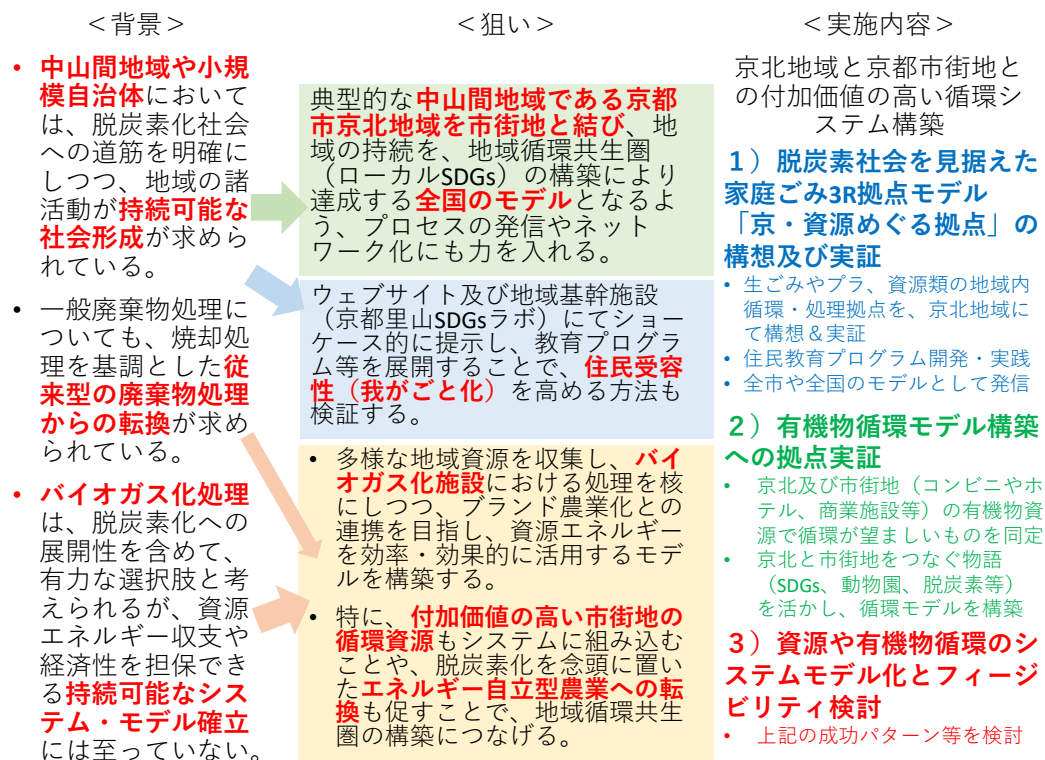 ＜背景＞
• 中山間地域や小規
模自治体において
は、脱炭素化社会
への道筋を明確に
しつつ、地域の諸
活動が持続可能な
社会形成が求めら
れている。
• 一般廃棄物処理に
ついても、焼却処
理を基調とした従
来型の廃棄物処理
からの転換が求め
られている。
• バイオガス化処理
は、脱炭素化への
展開性を含めて、
有力な選択肢と考
えられるが、資源
エネルギー収支や
経済性を担保でき
る持続可能なシス
テム・モデル確立
には至っていない。
＜狙い＞
典型的な中山間地域である京都
市京北地域を市街地と結び、地
域の持続を、地域循環共生圏
（ローカルSDGs）の構築により
達成する全国のモデルとなるよ
う、プロセスの発信やネット
ワーク化にも力を入れる。
ウェブサイト及び地域基幹施設
（京都里山SDGsラボ）にてショー
ケース的に提示し、教育プログラ
ム等を展開することで、住民受容
性（我がごと化）を高める方法も
検証する。
• 多様な地域資源を収集し、バイ
オガス化施設における処理を核
にしつつ、ブランド農業化との
連携を目指し、資源エネルギー
を効率・効果的に活用するモデ
ルを構築する。
• 特に、付加価値の高い市街地の
循環資源もシステムに組み込む
ことや、脱炭素化を念頭に置い
たエネルギー自立型農業への転
換も促すことで、地域循環共生
圏の構築につなげる。
＜実施内容＞
京北地域と京都市街地と
の付加価値の高い循環シ
ステム構築
１）脱炭素社会を見据えた
家庭ごみ3R拠点モデル
「京・資源めぐる拠点」の
構想及び実証
• 生ごみやプラ、資源類の地域内
循環・処理拠点を、京北地域に
て構想＆実証
• 住民教育プログラム開発・実践
• 全市や全国のモデルとして発信
２）有機物循環モデル構築
への拠点実証
• 京北及び市街地（コンビニやホ
テル、商業施設等）の有機物資
源で循環が望ましいものを同定
• 京北と市街地をつなぐ物語
（SDGs、動物園、脱炭素等）
を活かし、循環モデルを構築
３）資源や有機物循環のシ
ステムモデル化とフィージ
ビリティ検討
• 上記の成功パターン等を検討